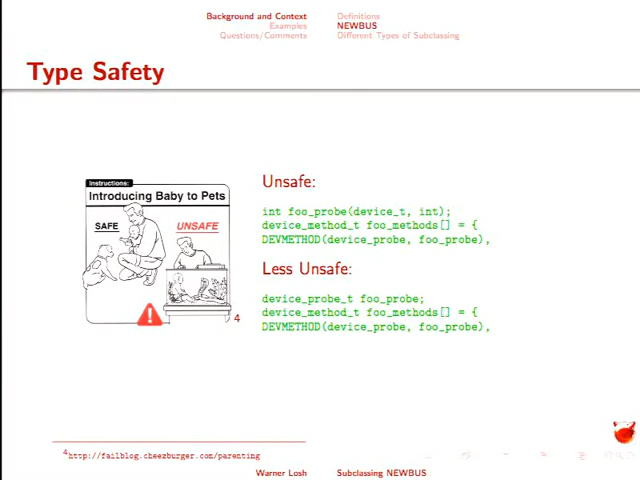 Background and Context
Examples
Questions/Comments
Definitions
NEWBUS
Different Types of Subclassing
Type Safety
Instructions:
Introducing Baby to Pets
SAFE
UNSAFE
4
Unsafe:
int foo_probe(device_t, int);
device_method_t foo_methods[] = {
DEVMETHOD(device_probe, foo_probe),
Less Unsafe:
device_probe_t foo_probe;
device_method_t foo_methods[] = {
DEVMETHOD(device_probe, foo_probe),
4http://failblog.cheezburger.com/parenting
Warner Losh
Subclassing NEWBUS